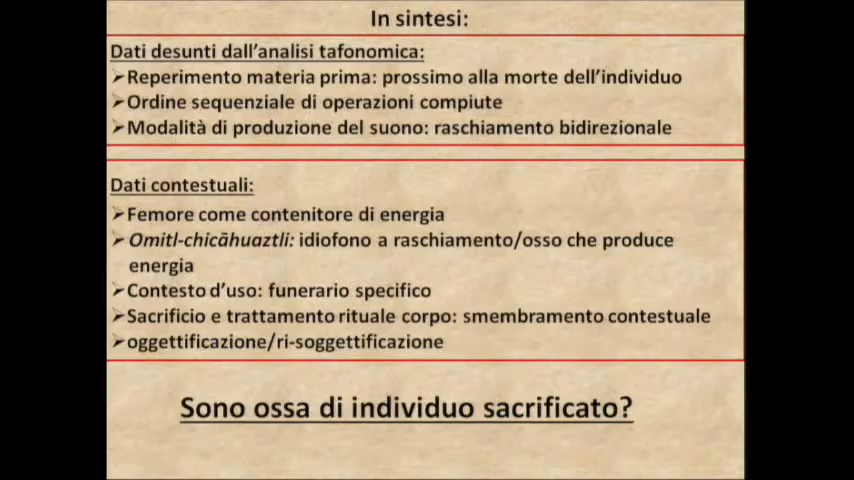 In sintesi:
Dati desunti dall'analisi tafonomica:
➢Reperimento materia prima: prossimo alla morte dell'individuo
➢Ordine sequenziale di operazioni compiute
➢Modalità di produzione del suono: raschiamento bidirezionale
Dati contestuali:
➢Femore come contenitore di energia
➢Omitl-chicāhuaztli: idiofono a raschiamento/osso che produce
energia
➢Contesto d'uso: funerario specifico
➢Sacrificio e trattamento rituale corpo: smembramento contestuale
➢oggettificazione/ri-soggettificazione
Sono ossa di individuo sacrificato?